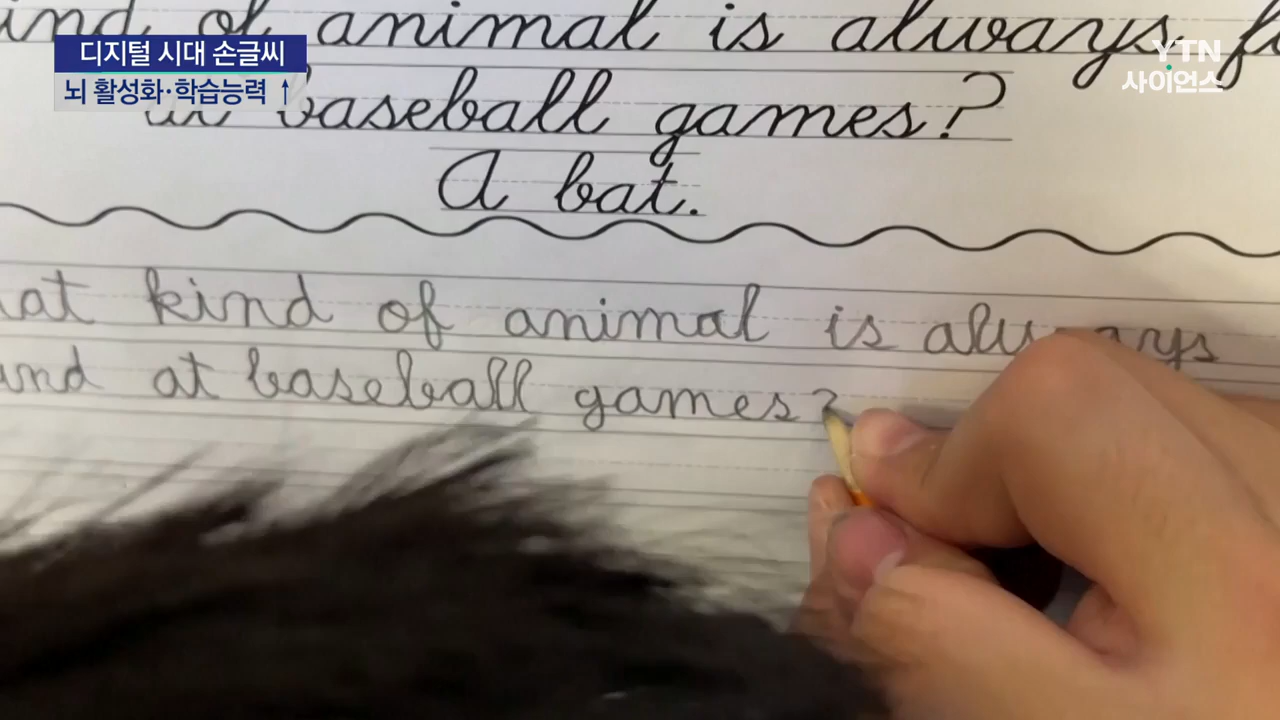 디지털 시대 손글씨
뇌 활성화·학습능력 ↑
YTN
사이언스
of animal is always
baseball games?
A bat.
kind of animal is always
at baseball games?